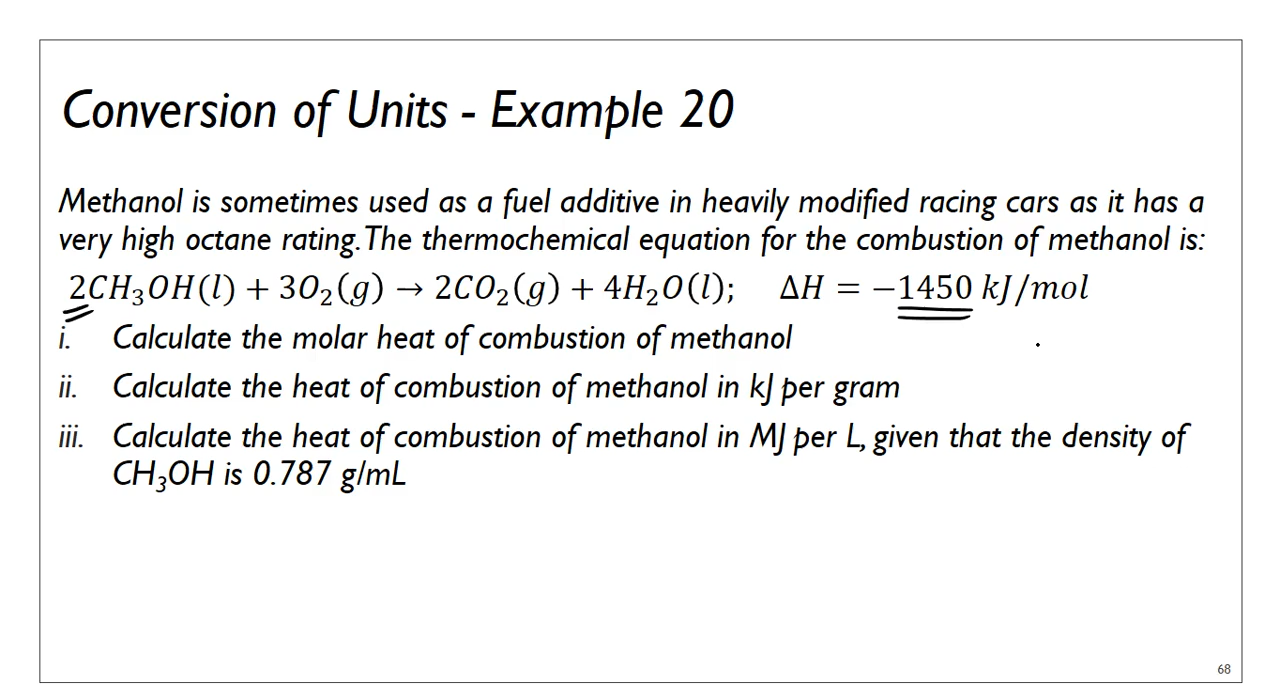 Conversion of Units - Example 20
Methanol is sometimes used as a fuel additive in heavily modified racing cars as it has a
very high octane rating. The thermochemical equation for the combustion of methanol is:
2CH₃OH(l) + 3O₂(g) → 2CO₂(g) + 4H₂O(l); ΔH = −1450 kJ/mol
i. Calculate the molar heat of combustion of methanol
ii. Calculate the heat of combustion of methanol in kJ per gram
iii. Calculate the heat of combustion of methanol in MJ per L, given that the density of
CH₃OH is 0.787 g/mL
68